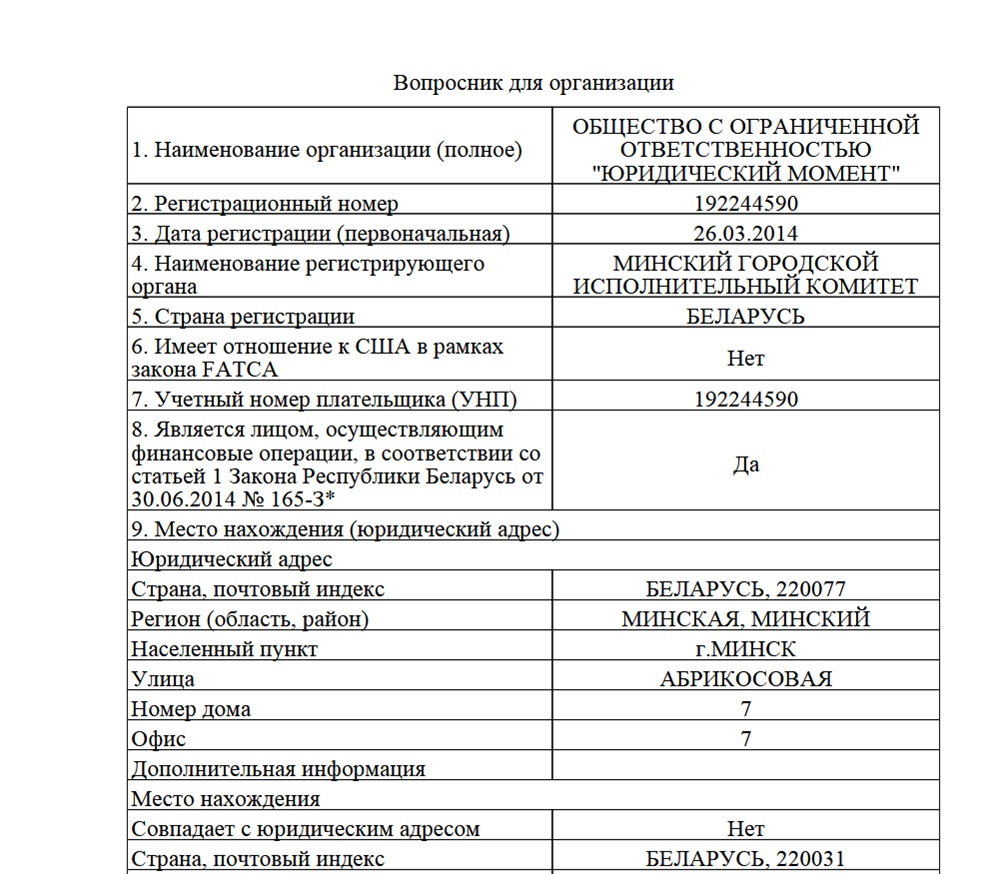 Вопросник для организации
1. Наименование организации (полное)
ОБЩЕСТВО С ОГРАНИЧЕННОЙ
ОТВЕТСТВЕННОСТЬЮ
"ЮРИДИЧЕСКИЙ МОМЕНТ"
2. Регистрационный номер
192244590
3. Дата регистрации (первоначальная)
26.03.2014
4. Наименование регистрирующего
органа
МИНСКИЙ ГОРОДСКОЙ
ИСПОЛНИТЕЛЬНЫЙ КОМИТЕТ
5. Страна регистрации
БЕЛАРУСЬ
6. Имеет отношение к США в рамках
закона FATCA
Нет
7. Учетный номер плательщика (УНП)
192244590
8. Является лицом, осуществляющим
финансовые операции, в соответствии со
статьей 1 Закона Республики Беларусь от
30.06.2014 № 165-З*
Да
9. Место нахождения (юридический адрес)
Юридический адрес
Страна, почтовый индекс
БЕЛАРУСЬ, 220077
Регион (область, район)
МИНСКАЯ, МИНСКИЙ
Населенный пункт
г.МИНСК
Улица
АБРИКОСОВАЯ
Номер дома
7
Офис
7
Дополнительная информация
Место нахождения
Совпадает с юридическим адресом
Нет
Страна, почтовый индекс
БЕЛАРУСЬ, 220031